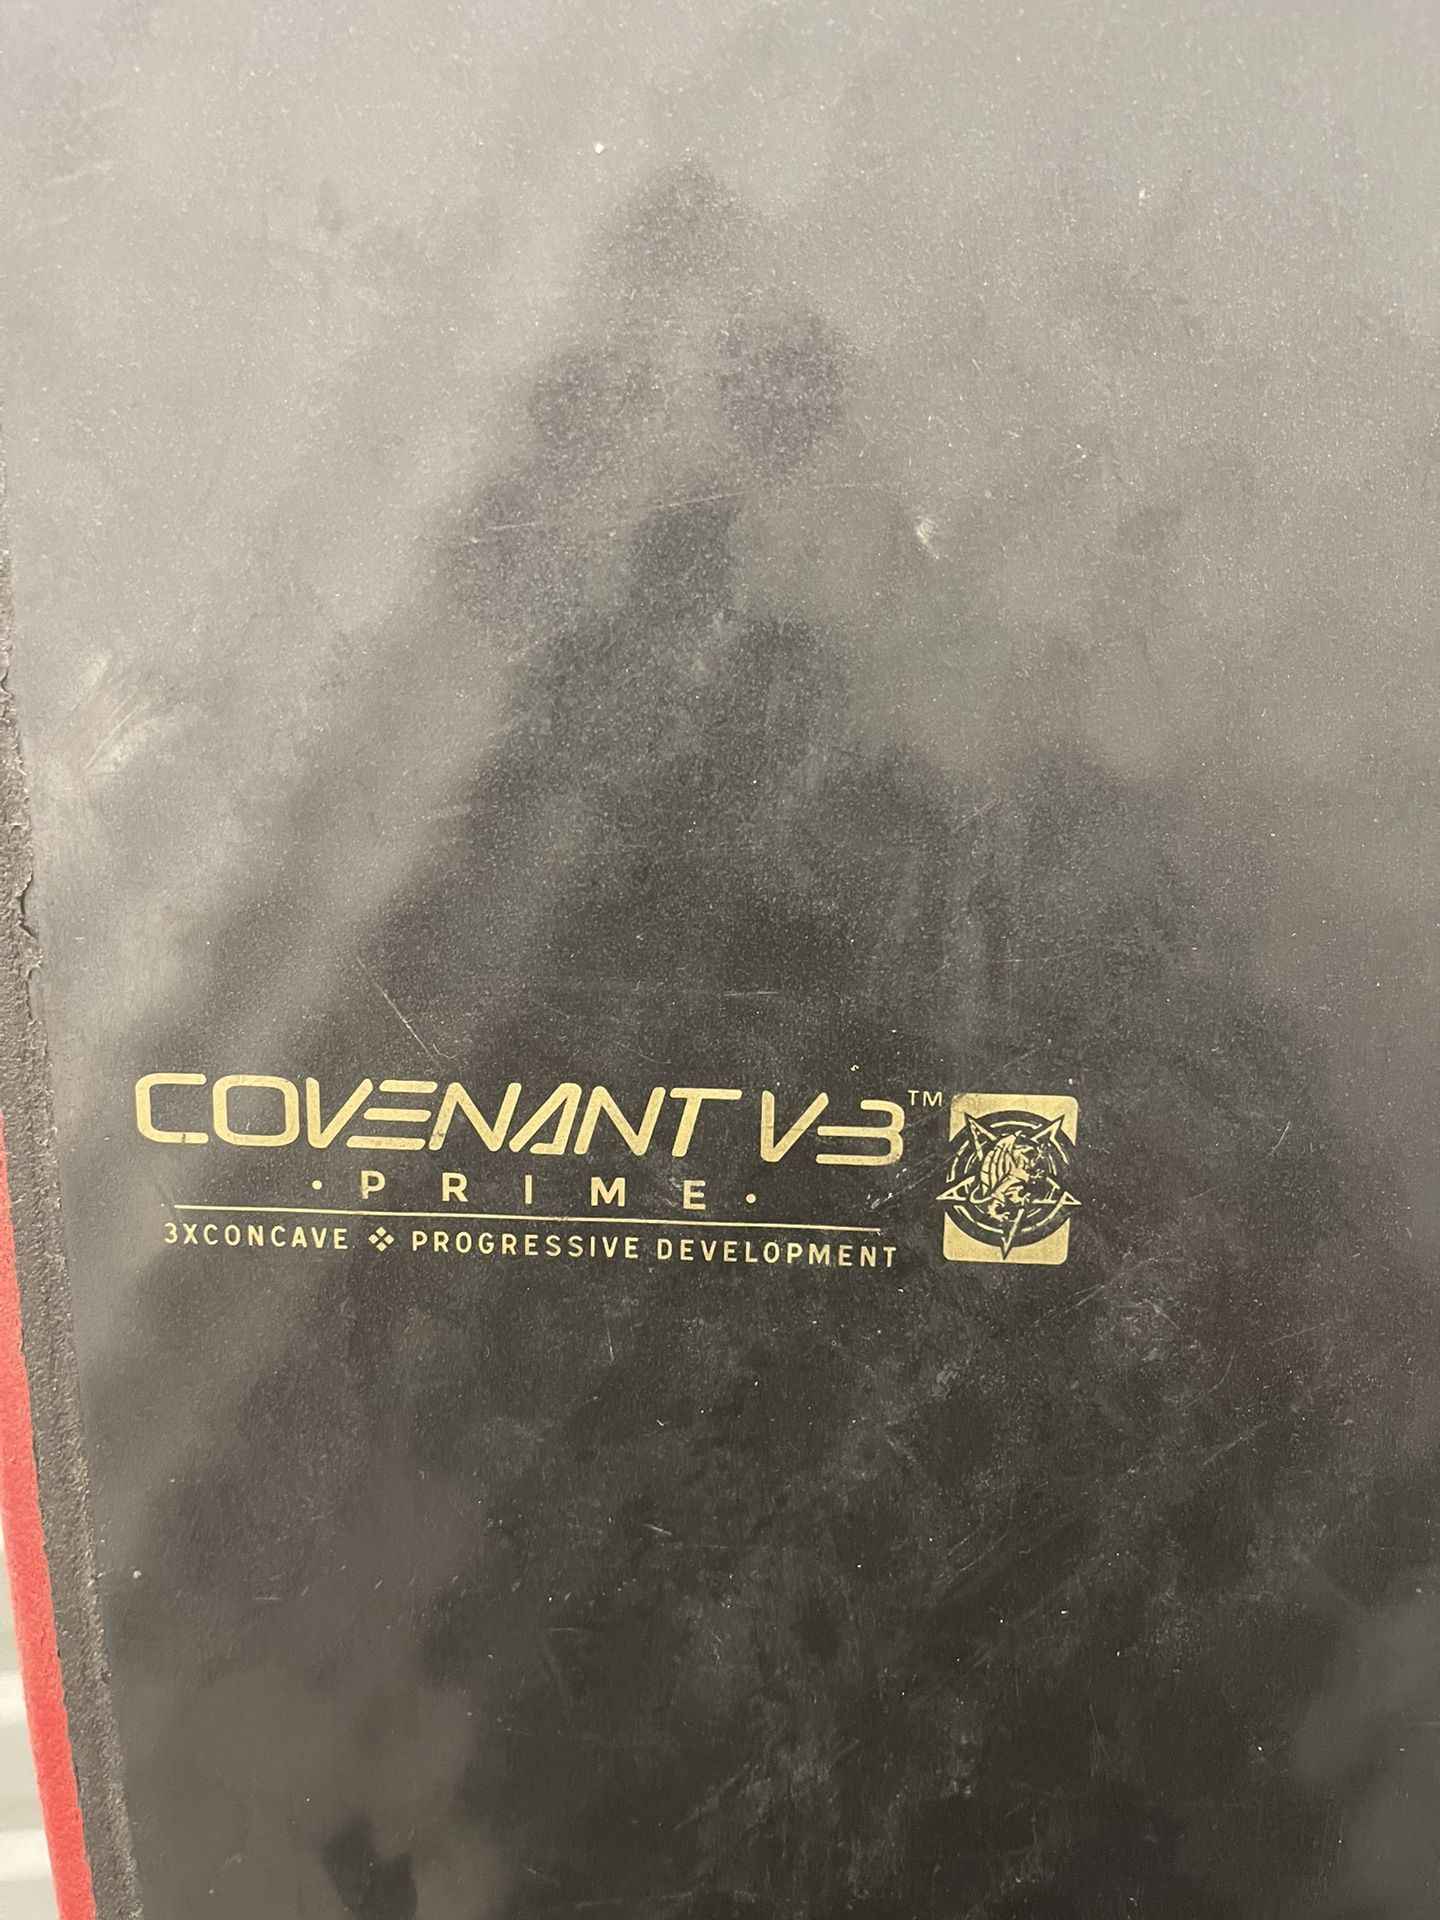 COVENANT V3™
· PRIME ·
3XCONCAVE ❖ PROGRESSIVE DEVELOPMENT